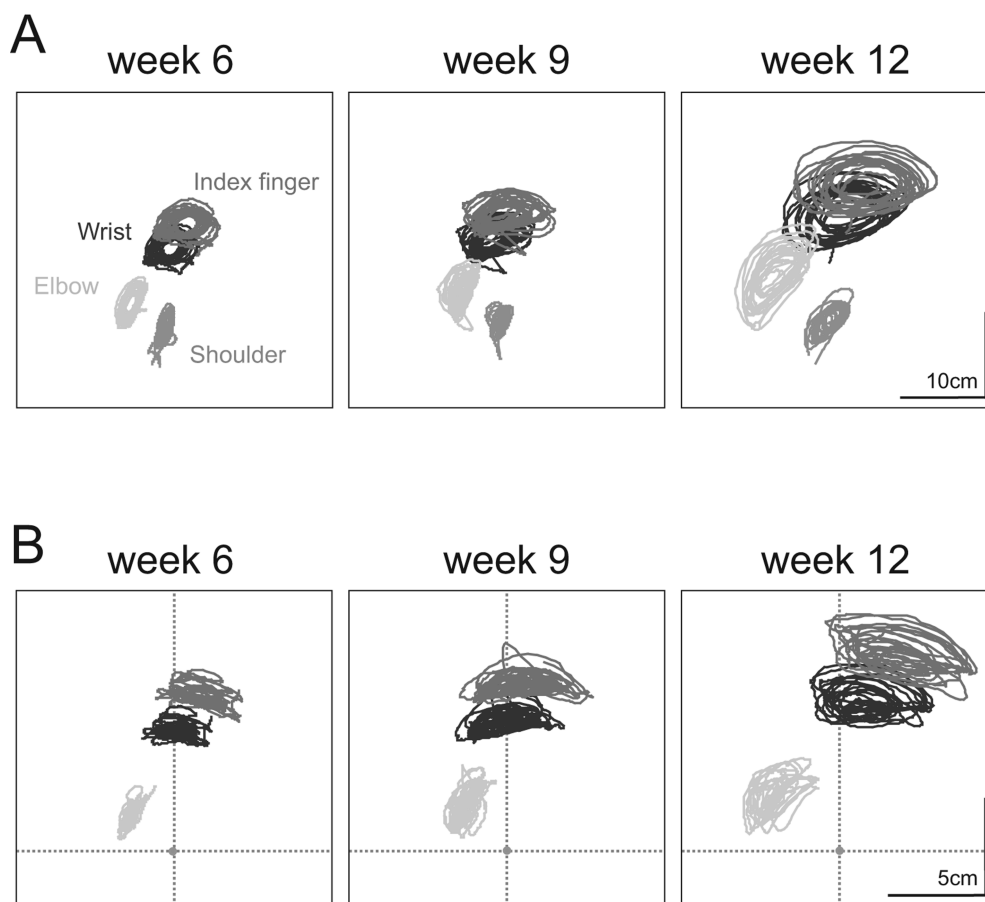 A
week 6
week 9
week 12
Index finger
Wrist
Elbow
Shoulder
10cm
B
week 6
week 9
week 12
5cm